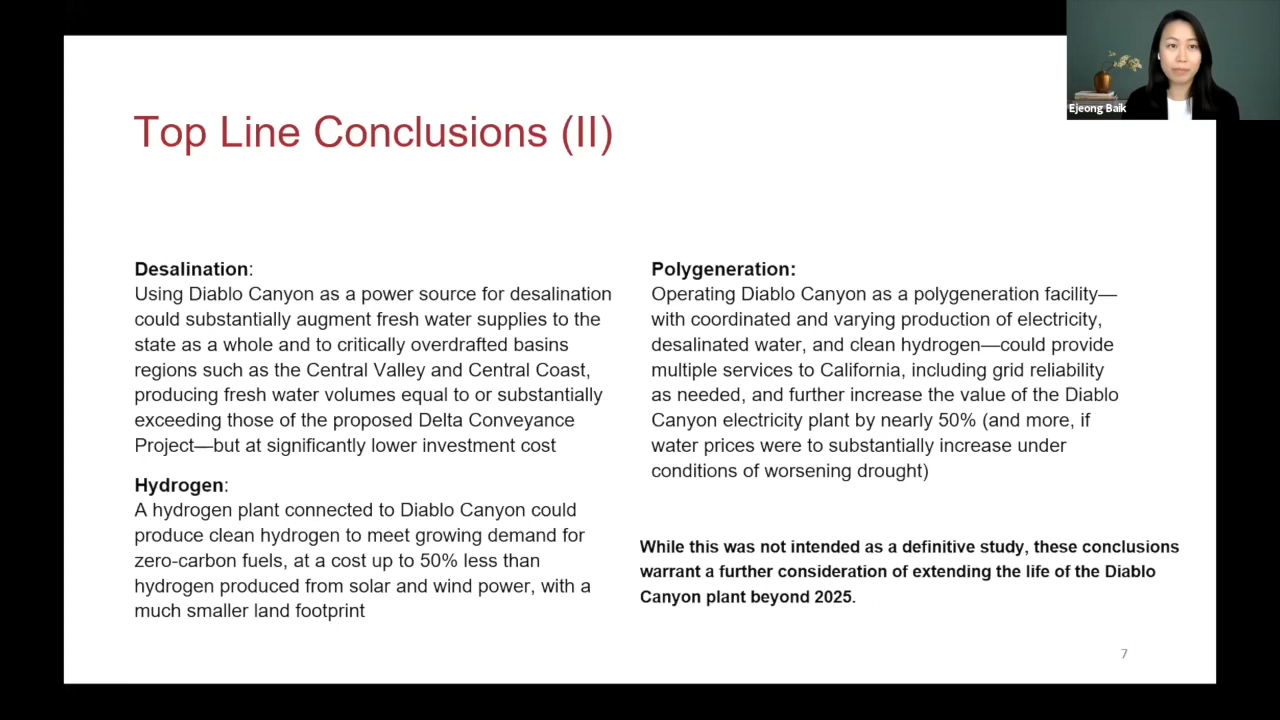 Ejeong Baik
Top Line Conclusions (II)
Desalination:
Using Diablo Canyon as a power source for desalination
could substantially augment fresh water supplies to the
state as a whole and to critically overdrafted basins
regions such as the Central Valley and Central Coast,
producing fresh water volumes equal to or substantially
exceeding those of the proposed Delta Conveyance
Project—but at significantly lower investment cost
Hydrogen:
A hydrogen plant connected to Diablo Canyon could
produce clean hydrogen to meet growing demand for
zero-carbon fuels, at a cost up to 50% less than
hydrogen produced from solar and wind power, with a
much smaller land footprint
Polygeneration:
Operating Diablo Canyon as a polygeneration facility—
with coordinated and varying production of electricity,
desalinated water, and clean hydrogen—could provide
multiple services to California, including grid reliability
as needed, and further increase the value of the Diablo
Canyon electricity plant by nearly 50% (and more, if
water prices were to substantially increase under
conditions of worsening drought)
While this was not intended as a definitive study, these conclusions
warrant a further consideration of extending the life of the Diablo
Canyon plant beyond 2025.
7